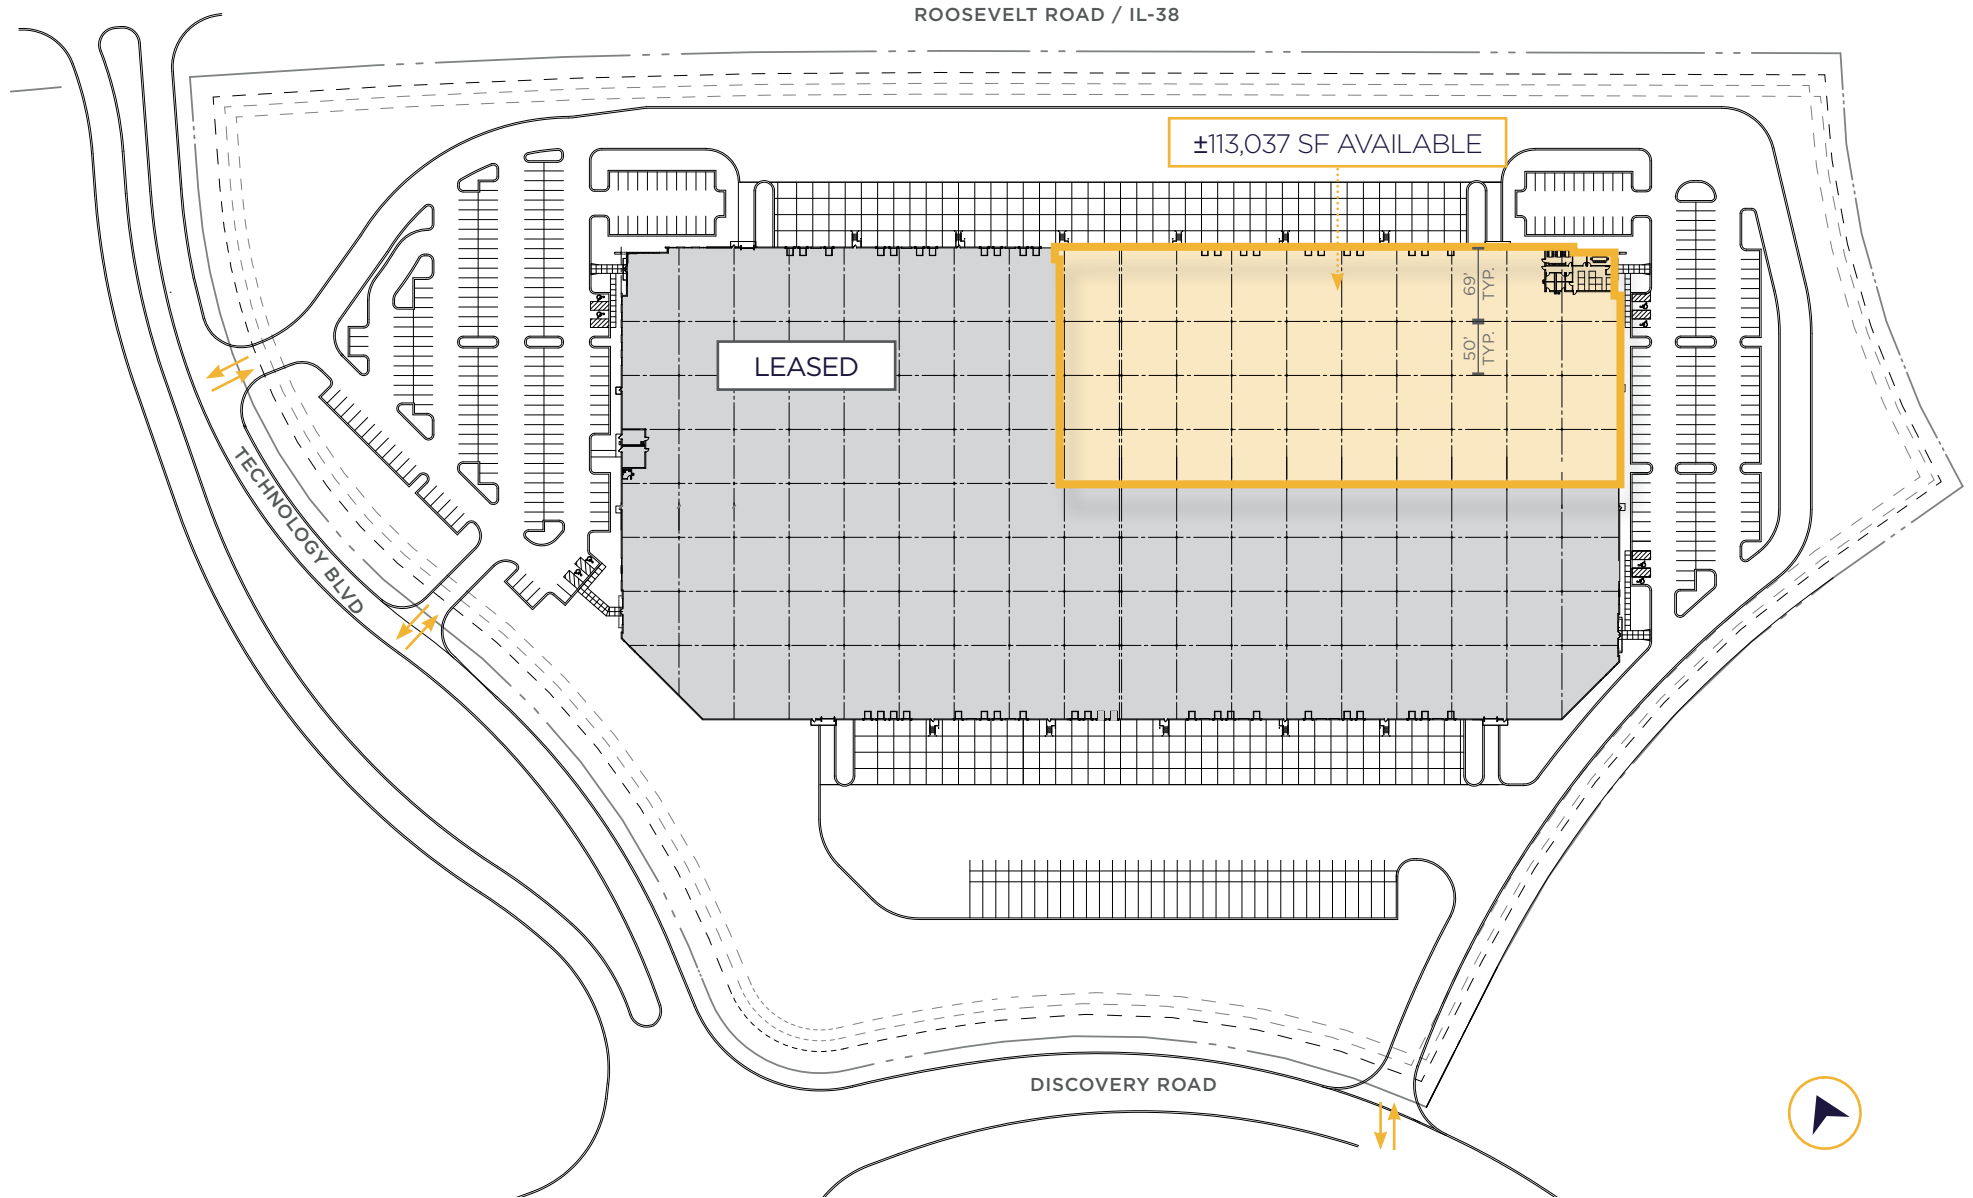 ROOSEVELT ROAD / IL-38
±113,037 SF AVAILABLE
69'
TYP.
50'
TYP.
LEASED
TECHNOLOGY BLVD
DISCOVERY ROAD